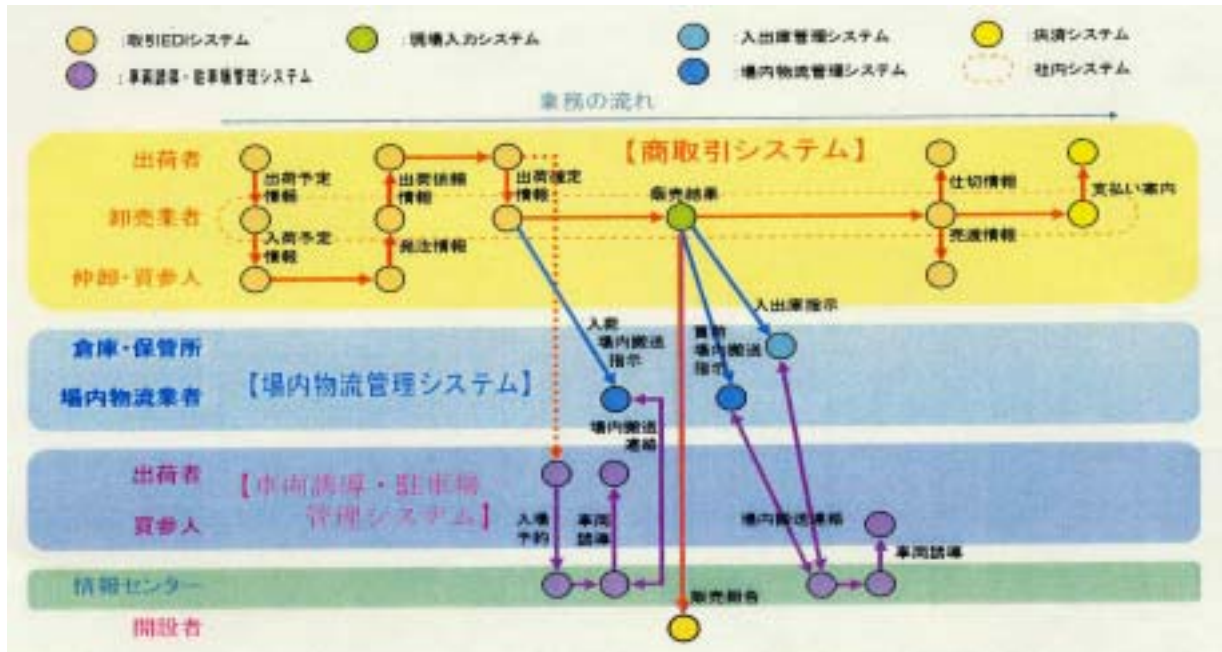 :取引EDIシステム
:現場入力システム
:入出庫管理システム
:決済システム
:車両誘導・駐車場管理システム
:場内物流管理システム
:社内システム
業務の流れ
出荷者
【商取引システム】
出荷予定
情報
出荷依頼
情報
出荷確定
情報
販売結果
仕切情報
支払い案内
卸売業者
入荷予定
情報
発注情報
売渡情報
仲卸・買参人
入出庫指示
入荷
場内搬送
指示
場内搬送
指示
倉庫・保管所
【場内物流管理システム】
場内物流業者
場内搬送
連絡
出荷者
【車両誘導・駐車場
管理システム】
買参人
入場
予約
車両
誘導
場内搬送連絡
車両誘導
情報センター
販売報告
開設者